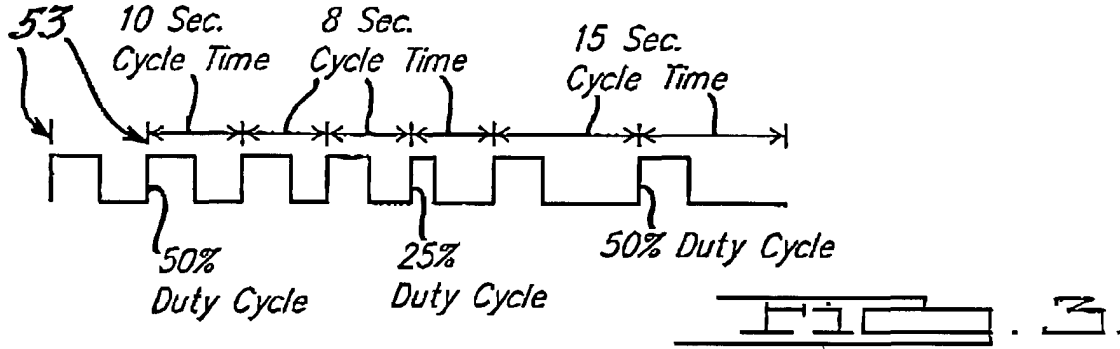 53
10 Sec.
Cycle Time
8 Sec.
Cycle Time
15 Sec.
Cycle Time
50%
Duty Cycle
25%
Duty Cycle
50% Duty Cycle